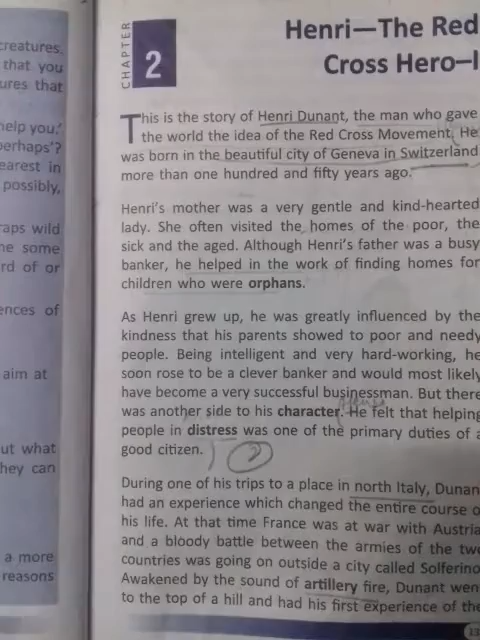 creatures.
that you
ures that
help you.'
perhaps'?
earest in
possibly,
raps wild
ne some
rd of or
ences of
aim at
ut what
hey can
a more
reasons
CHAPTER
2
Henri—The Red
Cross Hero–I
This is the story of Henri Dunant, the man who gave
the world the idea of the Red Cross Movement. He
was born in the beautiful city of Geneva in Switzerland
more than one hundred and fifty years ago.
Henri's mother was a very gentle and kind-hearted
lady. She often visited the homes of the poor, the
sick and the aged. Although Henri's father was a busy
banker, he helped in the work of finding homes for
children who were orphans.
As Henri grew up, he was greatly influenced by the
kindness that his parents showed to poor and needy
people. Being intelligent and very hard-working, he
soon rose to be a clever banker and would most likely
have become a very successful businessman. But there
was another side to his character. He felt that helping
people in distress was one of the primary duties of a
good citizen.
2
During one of his trips to a place in north Italy, Dunan
had an experience which changed the entire course o
his life. At that time France was at war with Austria
and a bloody battle between the armies of the two
countries was going on outside a city called Solferino
Awakened by the sound of artillery fire, Dunant wen
to the top of a hill and had his first experience of the